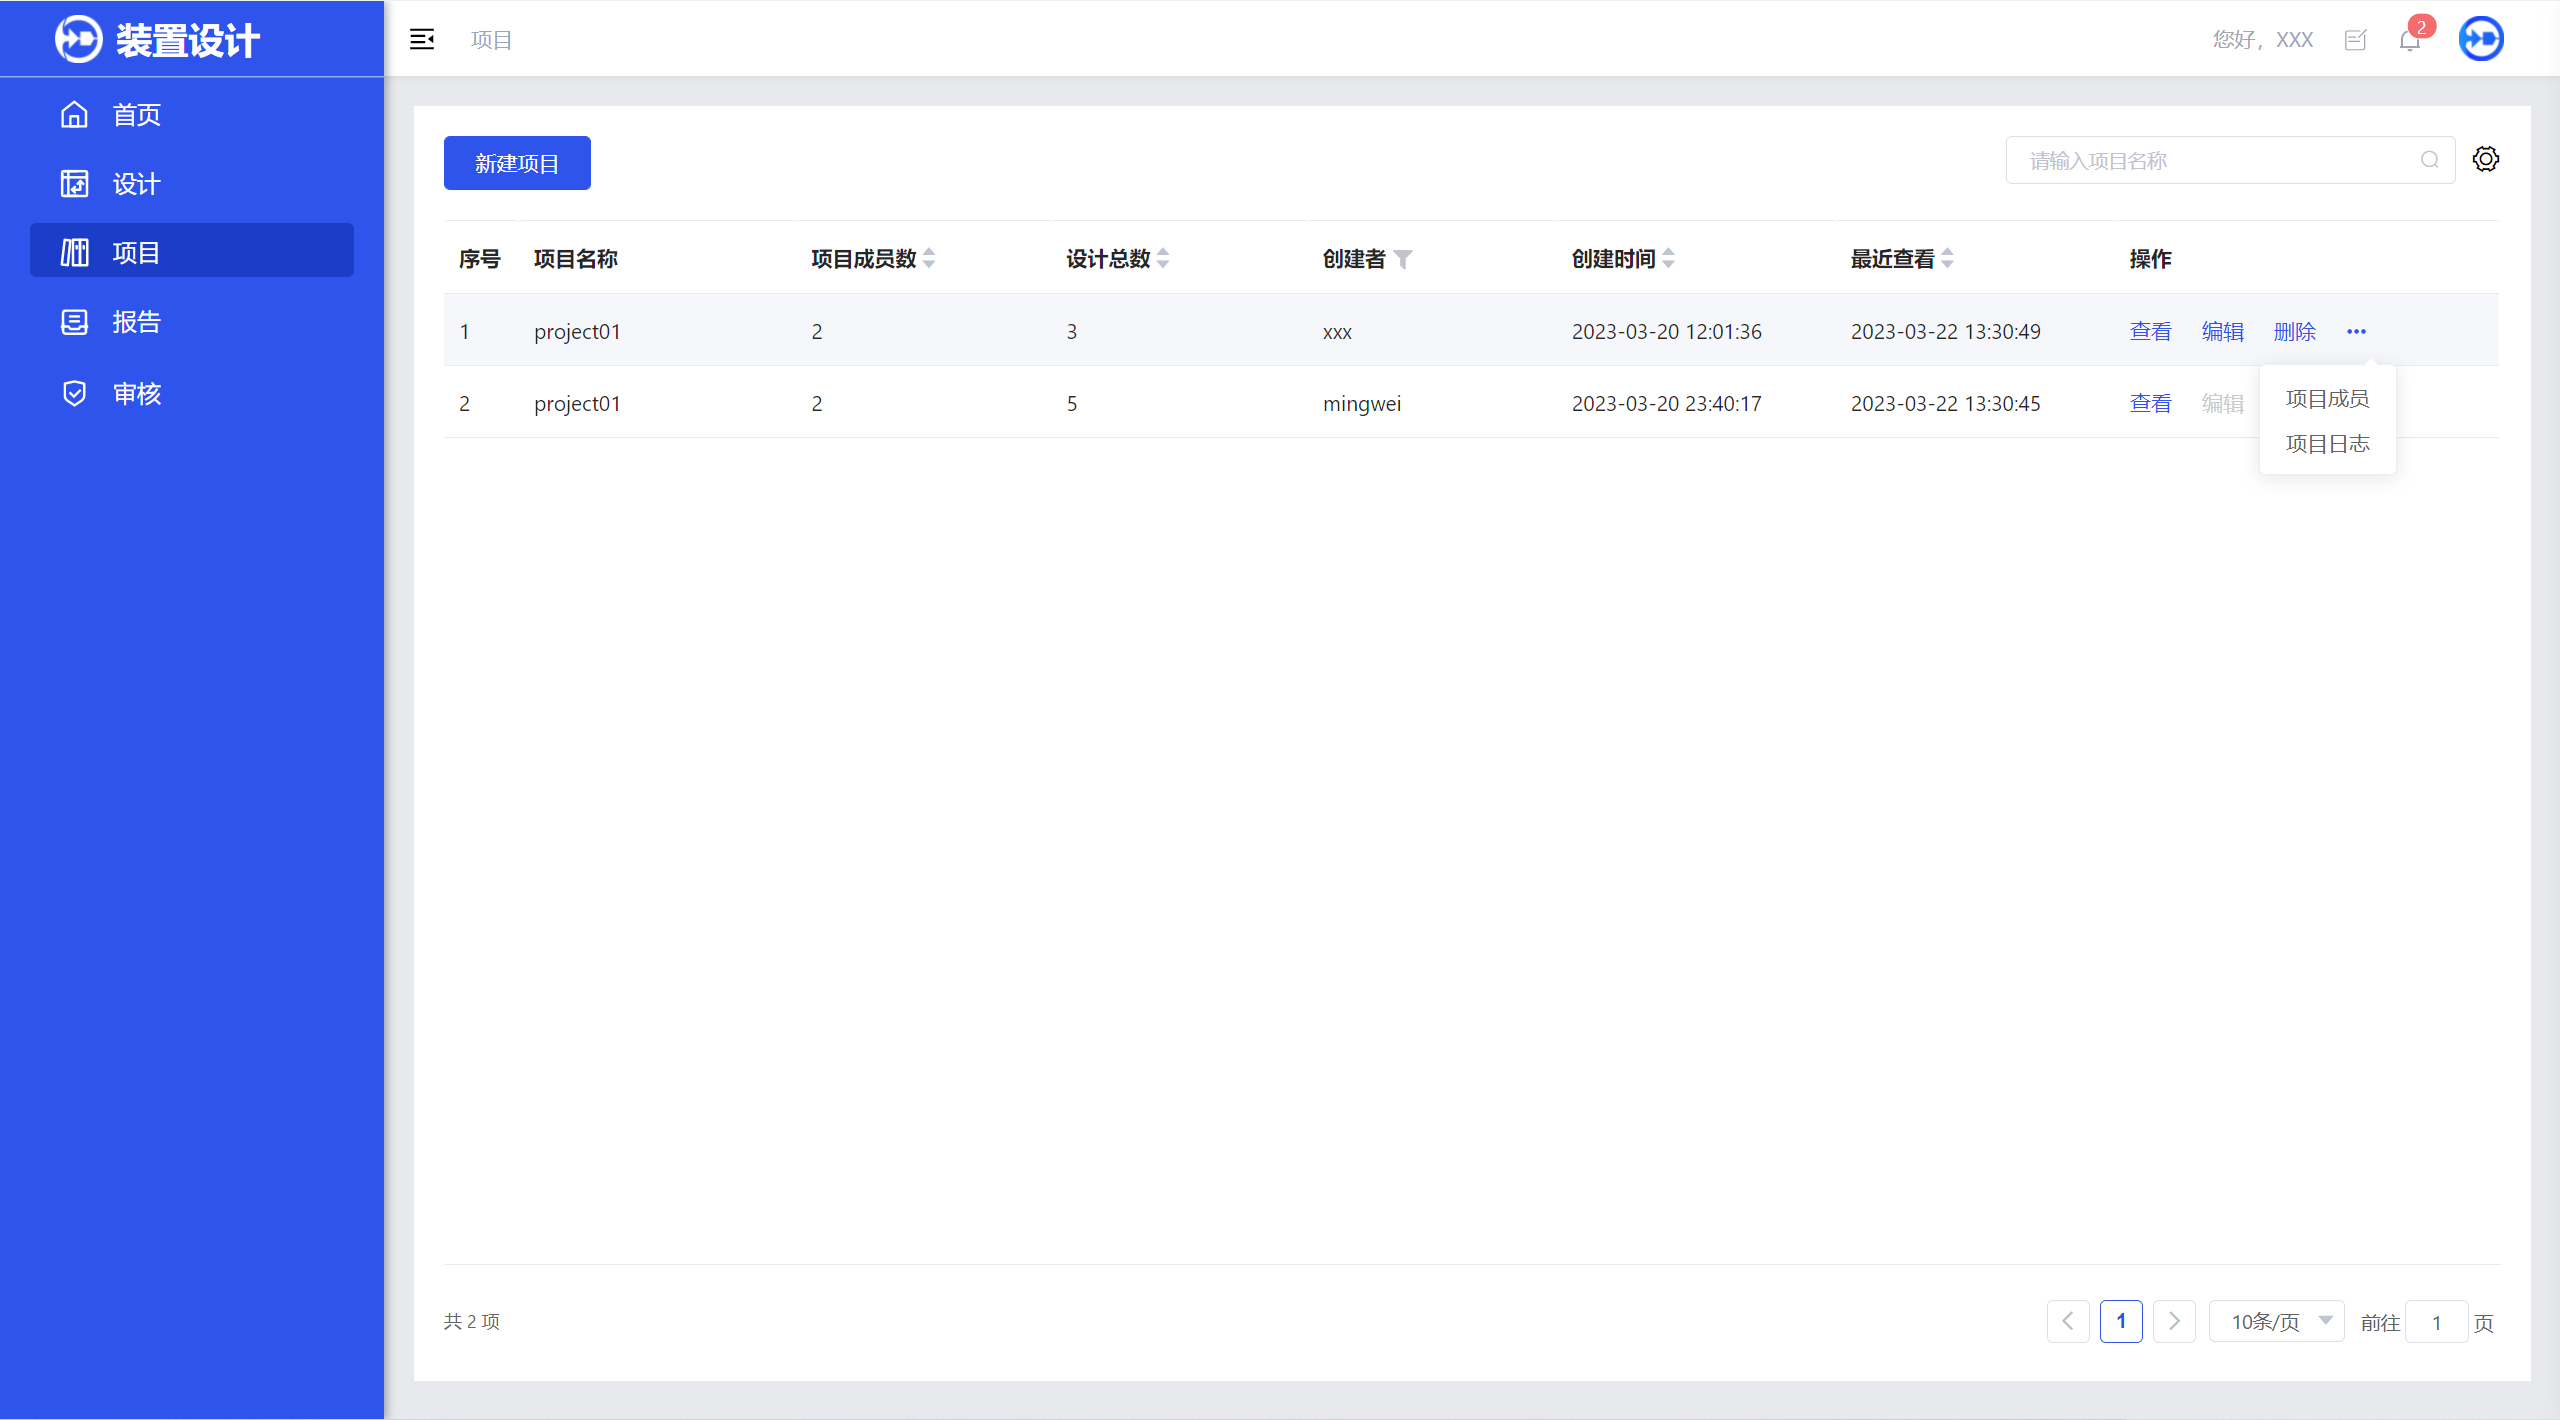 装置设计
首页
设计
项目
报告
审核
项目
您好，XXX
2
新建项目
请输入项目名称
序号 项目名称 项目成员数 设计总数 创建者 创建时间 最近查看 操作
1 project01 2 3 xxx 2023-03-20 12:01:36 2023-03-22 13:30:49 查看 编辑 删除 •••
2 project01 2 5 mingwei 2023-03-20 23:40:17 2023-03-22 13:30:45 查看 编辑
项目成员
项目日志
共 2 项
1 10条/页 前往 1 页